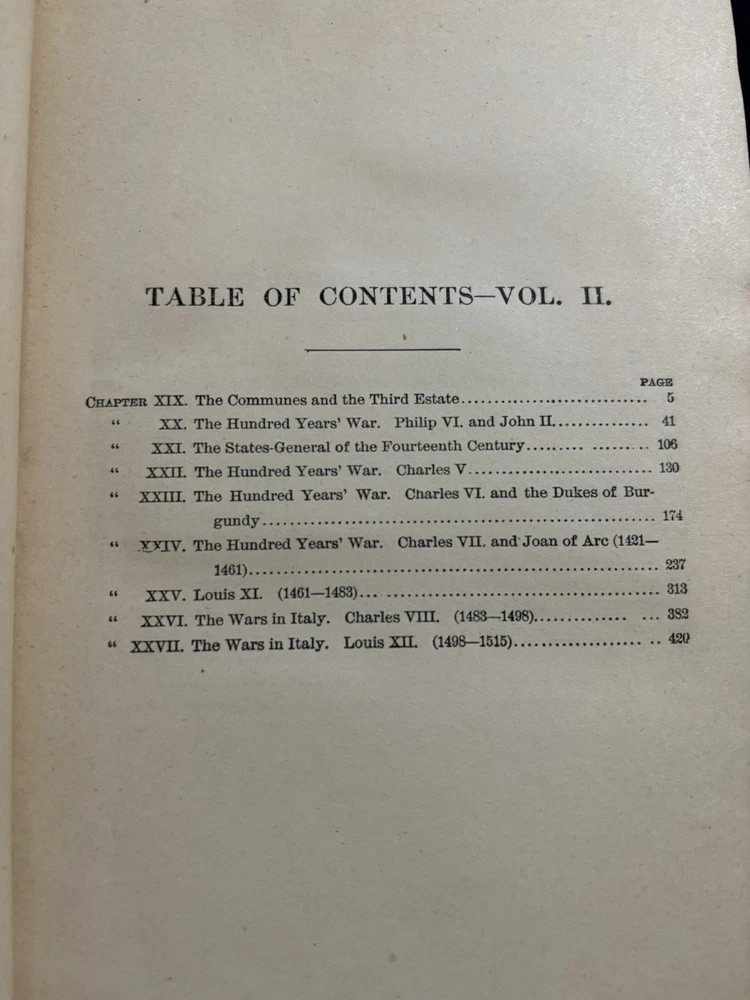 TABLE OF CONTENTS—VOL. II.
PAGE
CHAPTER XIX. The Communes and the Third Estate.............................. 5
“ XX. The Hundred Years' War. Philip VI. and John II............... 41
“ XXI. The States-General of the Fourteenth Century......... ......... 106
“ XXII. The Hundred Years' War. Charles V............................. 130
“ XXIII. The Hundred Years' War. Charles VI. and the Dukes of Bur-
gundy............................................................ 174
“ XXIV. The Hundred Years' War. Charles VII. and Joan of Arc (1421—
1461).............................................................. 237
“ XXV. Louis XI. (1461—1483)... ........................................ 313
“ XXVI. The Wars in Italy. Charles VIII. (1483—1498).............. ... 382
“ XXVII. The Wars in Italy. Louis XII. (1498—1515)................... .. 420